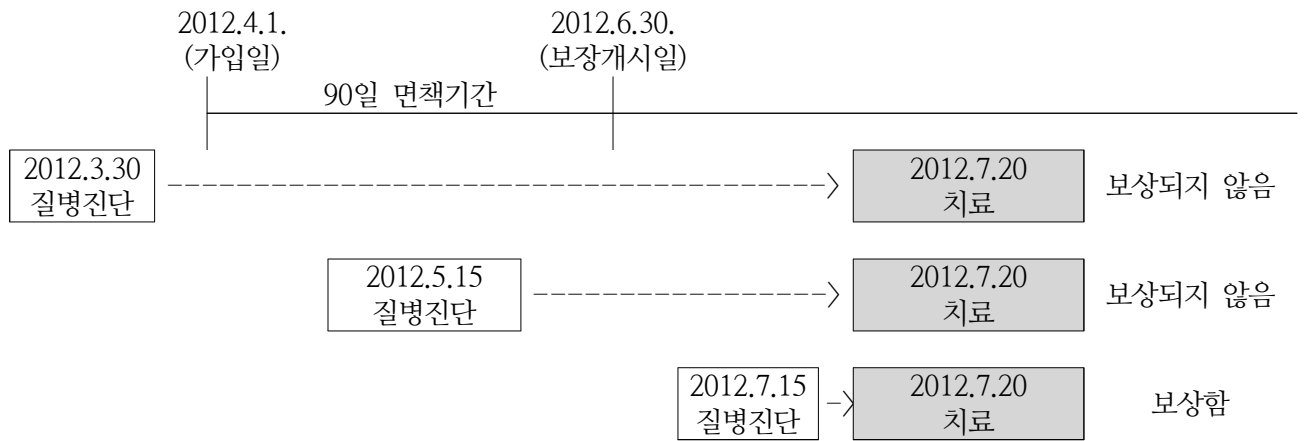 2012.4.1.
(가입일)
2012.6.30.
(보장개시일)
90일 면책기간
2012.3.30
질병진단
2012.7.20
치료
보상되지 않음
2012.5.15
질병진단
2012.7.20
치료
보상되지 않음
2012.7.15
질병진단
2012.7.20
치료
보상함